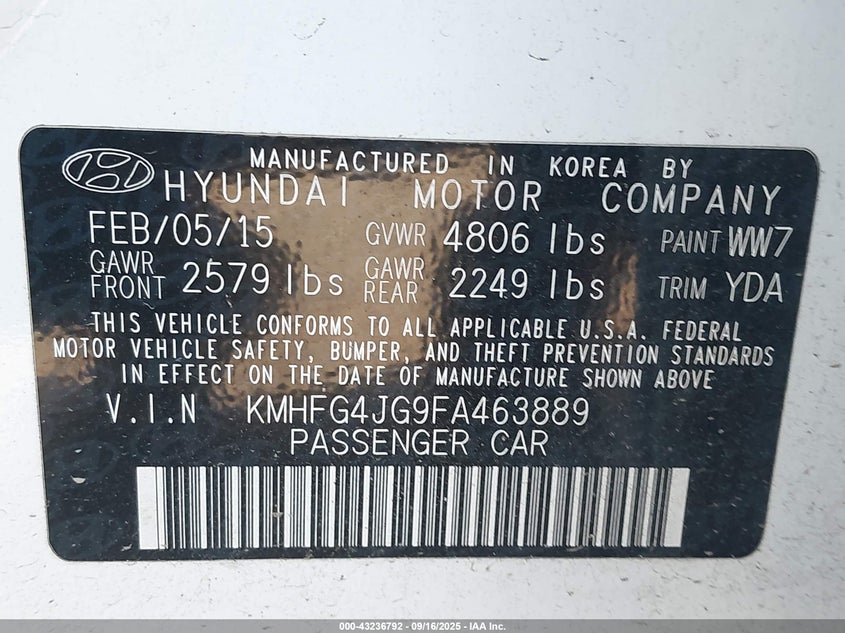 MANUFACTURED IN KOREA BY
HYUNDAI MOTOR COMPANY
FEB/05/15 GVWR 4806 lbs PAINT WW7
GAWR FRONT 2579 lbs GAWR REAR 2249 lbs TRIM YDA
THIS VEHICLE CONFORMS TO ALL APPLICABLE U.S.A. FEDERAL
MOTOR VEHICLE SAFETY, BUMPER, AND THEFT PREVENTION STANDARDS
IN EFFECT ON THE DATE OF MANUFACTURE SHOWN ABOVE
V.I.N KMHFG4JG9FA463889
PASSENGER CAR
000-43236792 - 09/16/2025 - IAA Inc.